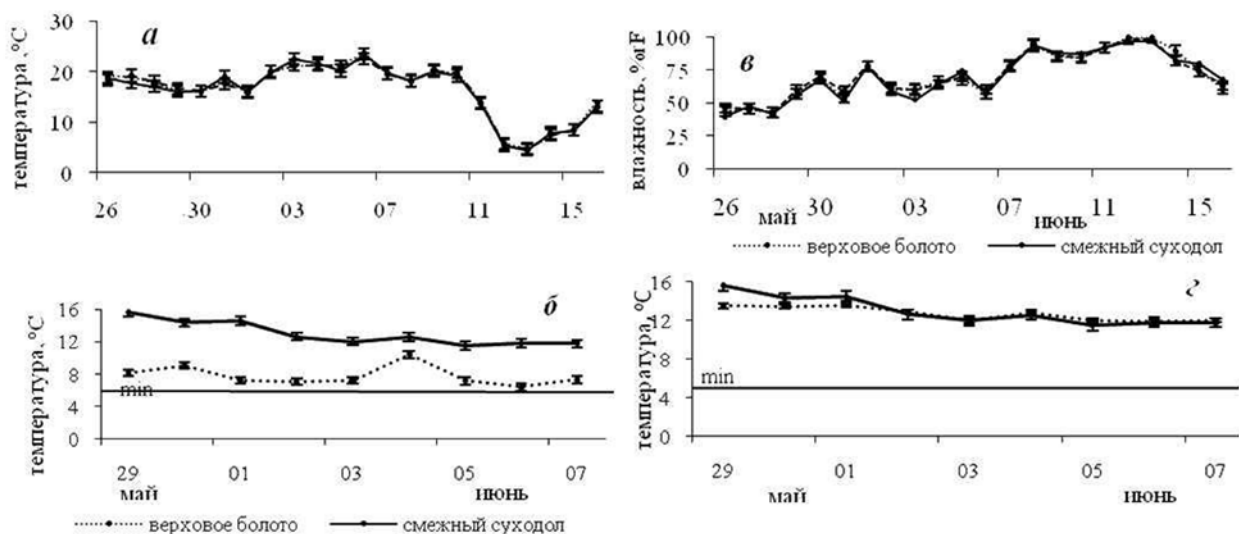 а
температура ,°С
30
20
10
0
26
30
03
07
11
15
в
влажность, %огF
100
75
50
25
0
26
30
03
07
11
15
май
июнь
верховое болото
смежный суходол
б
температура, °С
16
12
8
4
0
min
29
01
03
05
07
май
июнь
верховое болото
смежный суходол
г
температура, °С
16
12
8
4
0
min
29
01
03
05
07
май
июнь